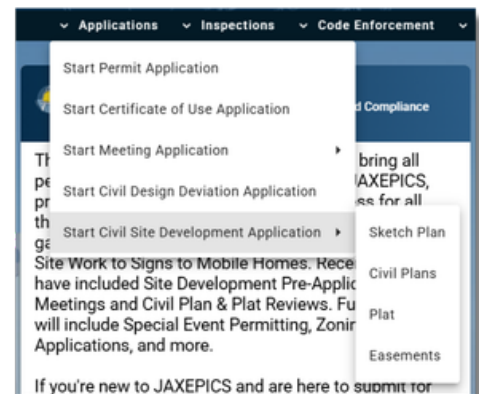 Applications Inspections Code Enforcement
Start Permit Application
Start Certificate of Use Application
d Compliance
Start Meeting Application
Th bring all
pe JAXEPICS,
Start Civil Design Deviation Application
pr ss for all
th
Start Civil Site Development Application Sketch Plan
ga
Site Work to Signs to Mobile Homes. Rece
Civil Plans
have included Site Development Pre-Applic
Meetings and Civil Plan & Plat Reviews. Fu
Plat
will include Special Event Permitting, Zonin
Applications, and more.
Easements
If you're new to JAXEPICS and are here to submit for